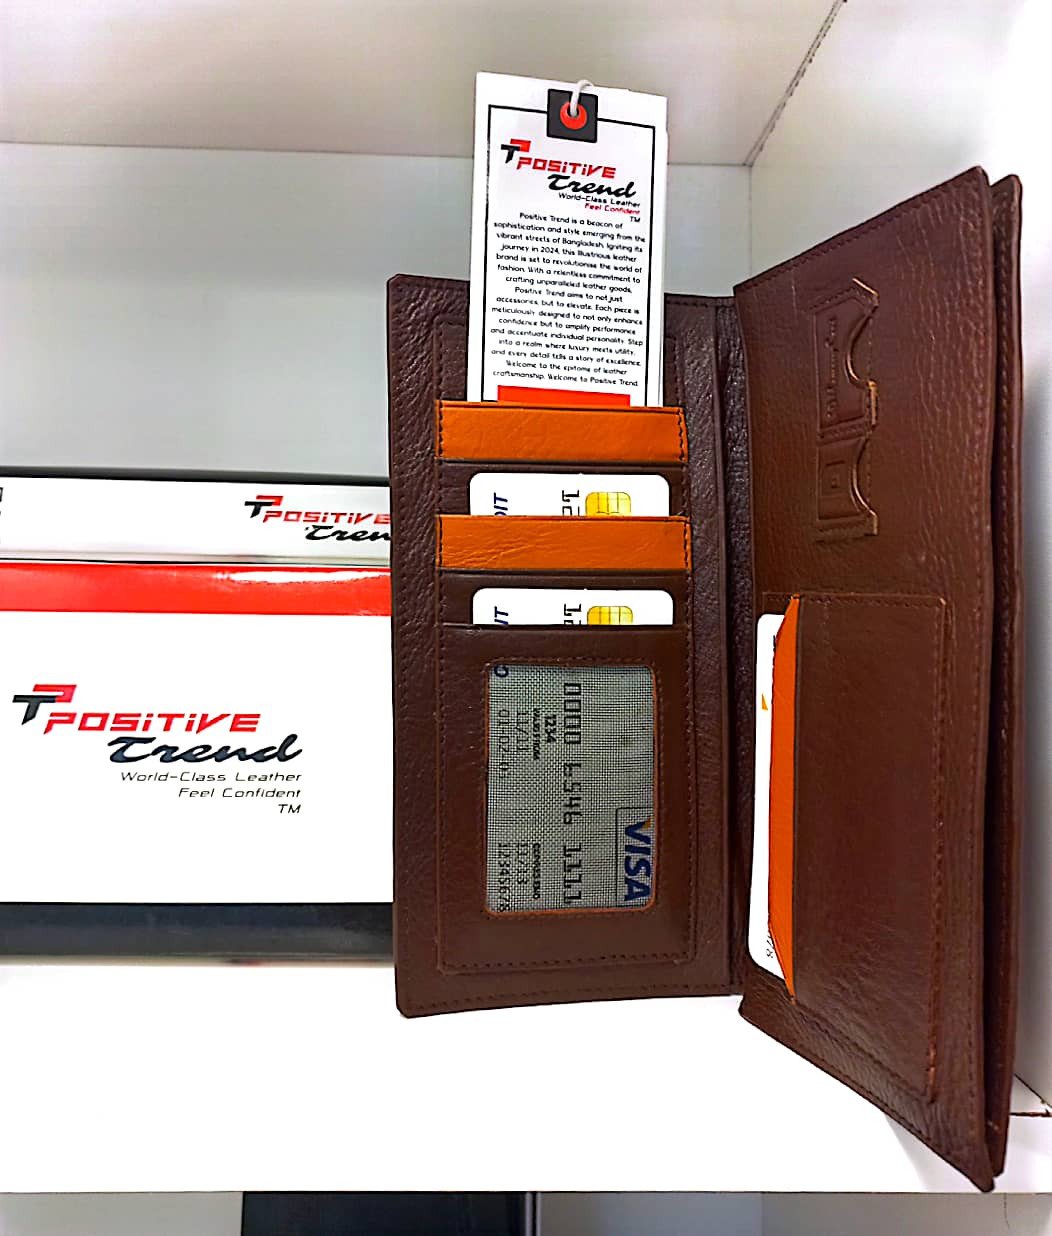 POSITIVE
Trend
World-Class Leather
Feel Confident
TM
Positive Trend is a beacon of
sophistication and style emerging from the
vibrant streets of Bangladesh. Igniting its
journey in 2024, this illustrious leather
brand is set to revolutionise the world of
fashion. With a relentless commitment to
crafting unparalleled leather goods,
Positive Trend aims to not just
accessories, but to elevate. Each piece is
meticulously designed to not only enhance
confidence but to amplify performance
and accentuate individual personality. Step
into a realm where luxury meets utility,
and every detail tells a story of excellence.
Welcome to the epitome of leather
craftsmanship. Welcome to Positive Trend.
POSITIVE
Tren
POSITIVE
Trend
World-Class Leather
Feel Confident
TM
0000 6546 1111
1234
VISA
12345678